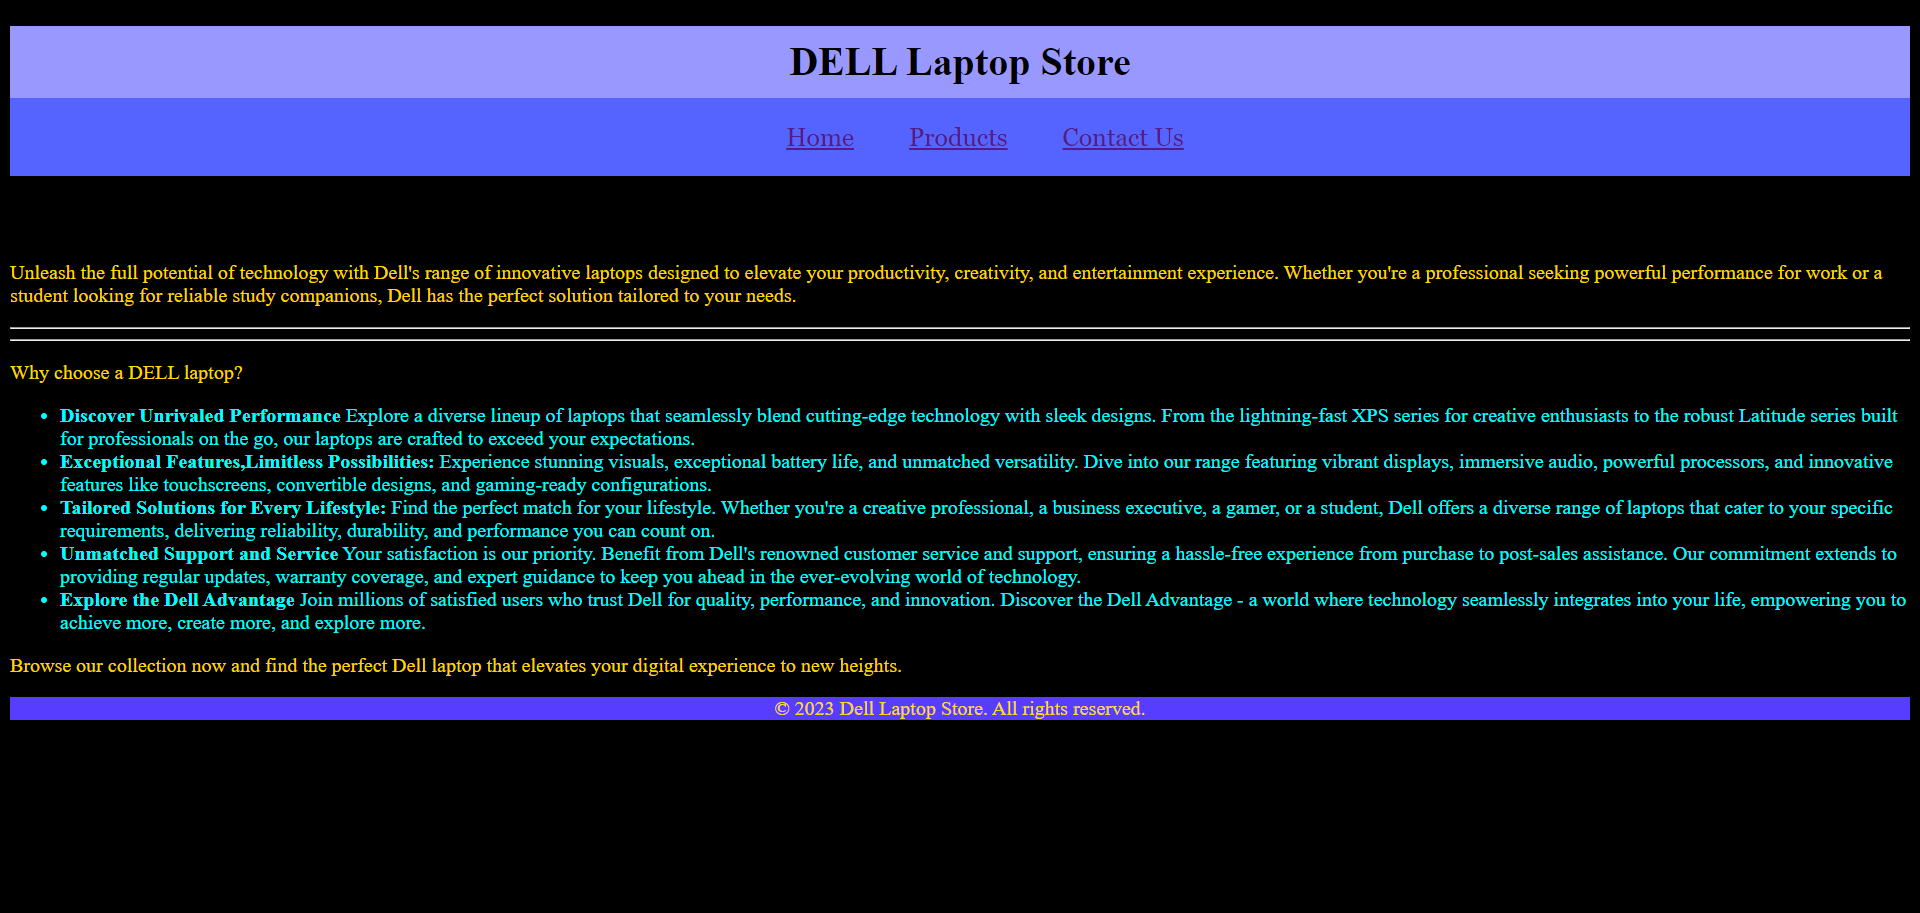 DELL Laptop Store
Home Products Contact Us
Unleash the full potential of technology with Dell's range of innovative laptops designed to elevate your productivity, creativity, and entertainment experience. Whether you're a professional seeking powerful performance for work or a
student looking for reliable study companions, Dell has the perfect solution tailored to your needs.
Why choose a DELL laptop?
• Discover Unrivaled Performance Explore a diverse lineup of laptops that seamlessly blend cutting-edge technology with sleek designs. From the lightning-fast XPS series for creative enthusiasts to the robust Latitude series built
for professionals on the go, our laptops are crafted to exceed your expectations.
• Exceptional Features,Limitless Possibilities: Experience stunning visuals, exceptional battery life, and unmatched versatility. Dive into our range featuring vibrant displays, immersive audio, powerful processors, and innovative
features like touchscreens, convertible designs, and gaming-ready configurations.
• Tailored Solutions for Every Lifestyle: Find the perfect match for your lifestyle. Whether you're a creative professional, a business executive, a gamer, or a student, Dell offers a diverse range of laptops that cater to your specific
requirements, delivering reliability, durability, and performance you can count on.
• Unmatched Support and Service Your satisfaction is our priority. Benefit from Dell's renowned customer service and support, ensuring a hassle-free experience from purchase to post-sales assistance. Our commitment extends to
providing regular updates, warranty coverage, and expert guidance to keep you ahead in the ever-evolving world of technology.
• Explore the Dell Advantage Join millions of satisfied users who trust Dell for quality, performance, and innovation. Discover the Dell Advantage - a world where technology seamlessly integrates into your life, empowering you to
achieve more, create more, and explore more.
Browse our collection now and find the perfect Dell laptop that elevates your digital experience to new heights.
© 2023 Dell Laptop Store. All rights reserved.